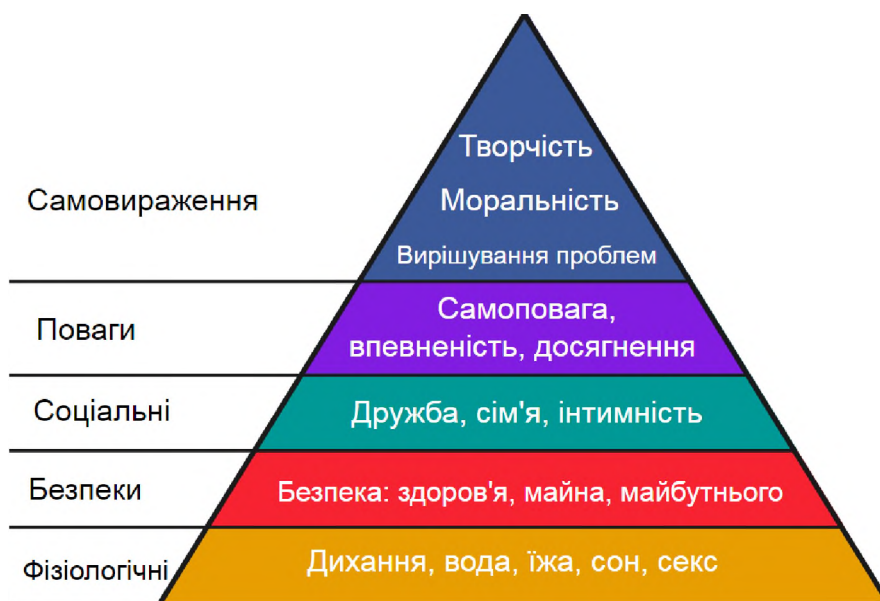 Творчість
Самовираження
Моральність
Вирішування проблем
Поваги
Самоповага,
впевненість, досягнення
Соціальні
Дружба, сім'я, інтимність
Безпеки
Безпека: здоров'я, майна, майбутнього
Фізіологічні
Дихання, вода, їжа, сон, секс